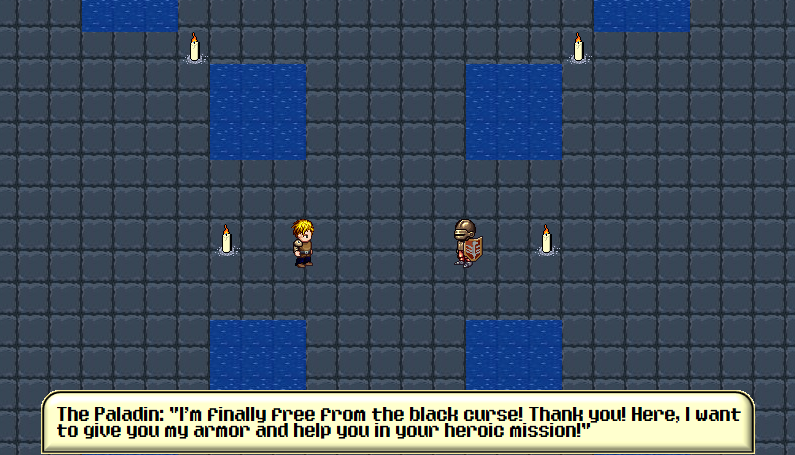 The Paladin: "I'm finally free from the black curse! Thank you! Here, I want
to give you my armor and help you in your heroic mission!"